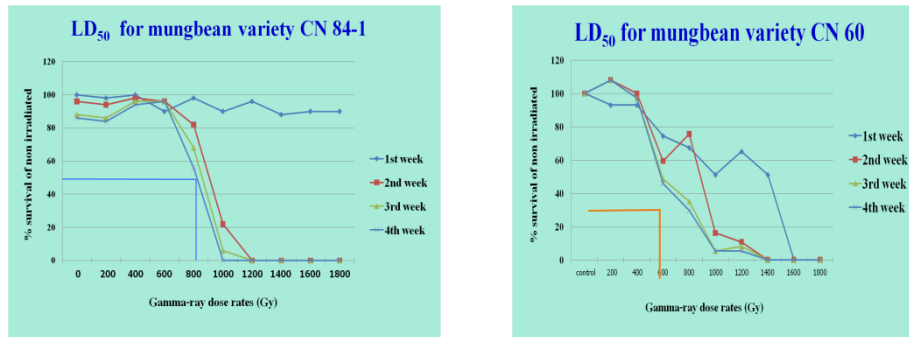 LD₅₀ for mungbean variety CN 84-1
120
100
80
60
40
20
0
% survival of non irradiated
0 200 400 600 800 1000 1200 1400 1600 1800
Gamma-ray dose rates (Gy)
1st week
2nd week
3rd week
4th week
LD₅₀ for mungbean variety CN 60
120
100
80
60
40
20
0
% survival of non irradiated
control 200 400 600 800 1000 1200 1400 1600 1800
Gamma-ray dose rates (Gy)
1st week
2nd week
3rd week
4th week